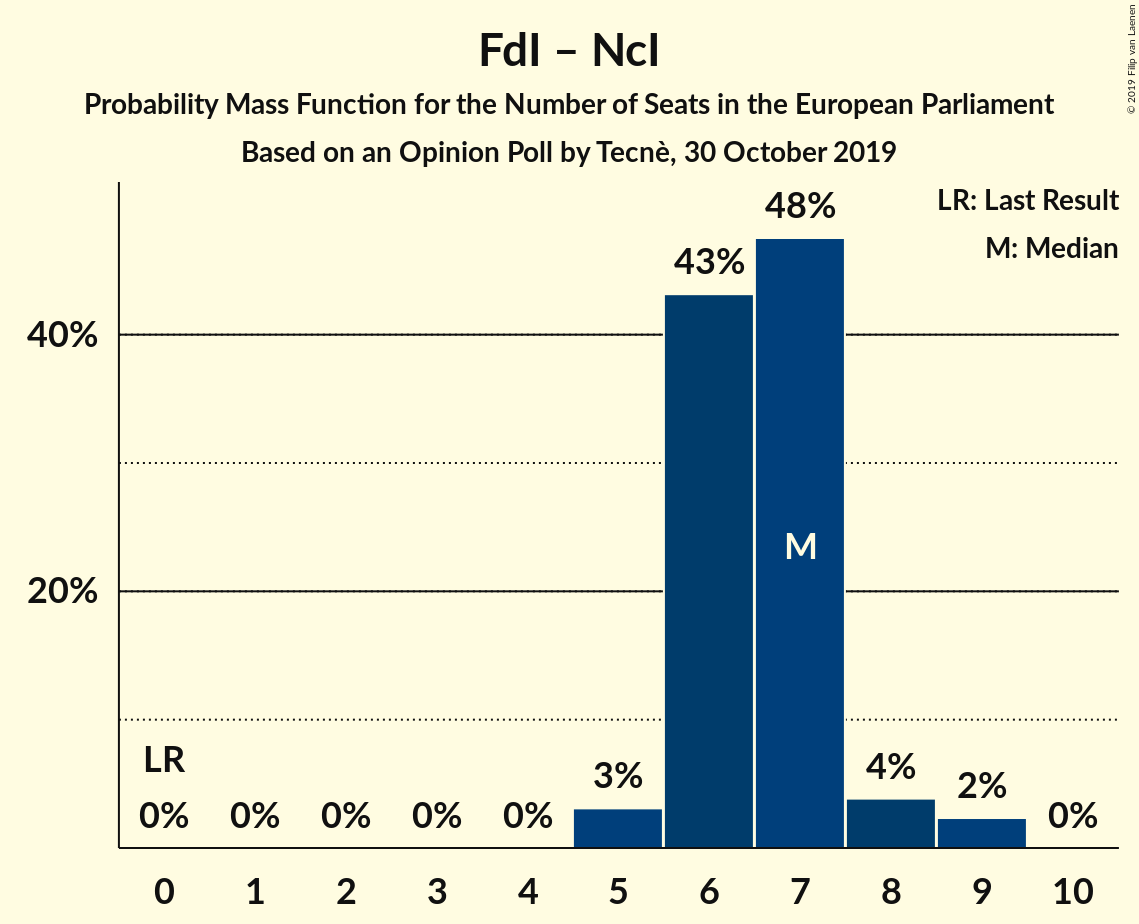 FdI – NcI
Probability Mass Function for the Number of Seats in the European Parliament
Based on an Opinion Poll by Tecnè, 30 October 2019
© 2019 Filip van Laenen
LR: Last Result
M: Median
48%
43%
40%
M
20%
LR
3%
4%
2%
0% 0% 0% 0% 0% 0%
0 1 2 3 4 5 6 7 8 9 10